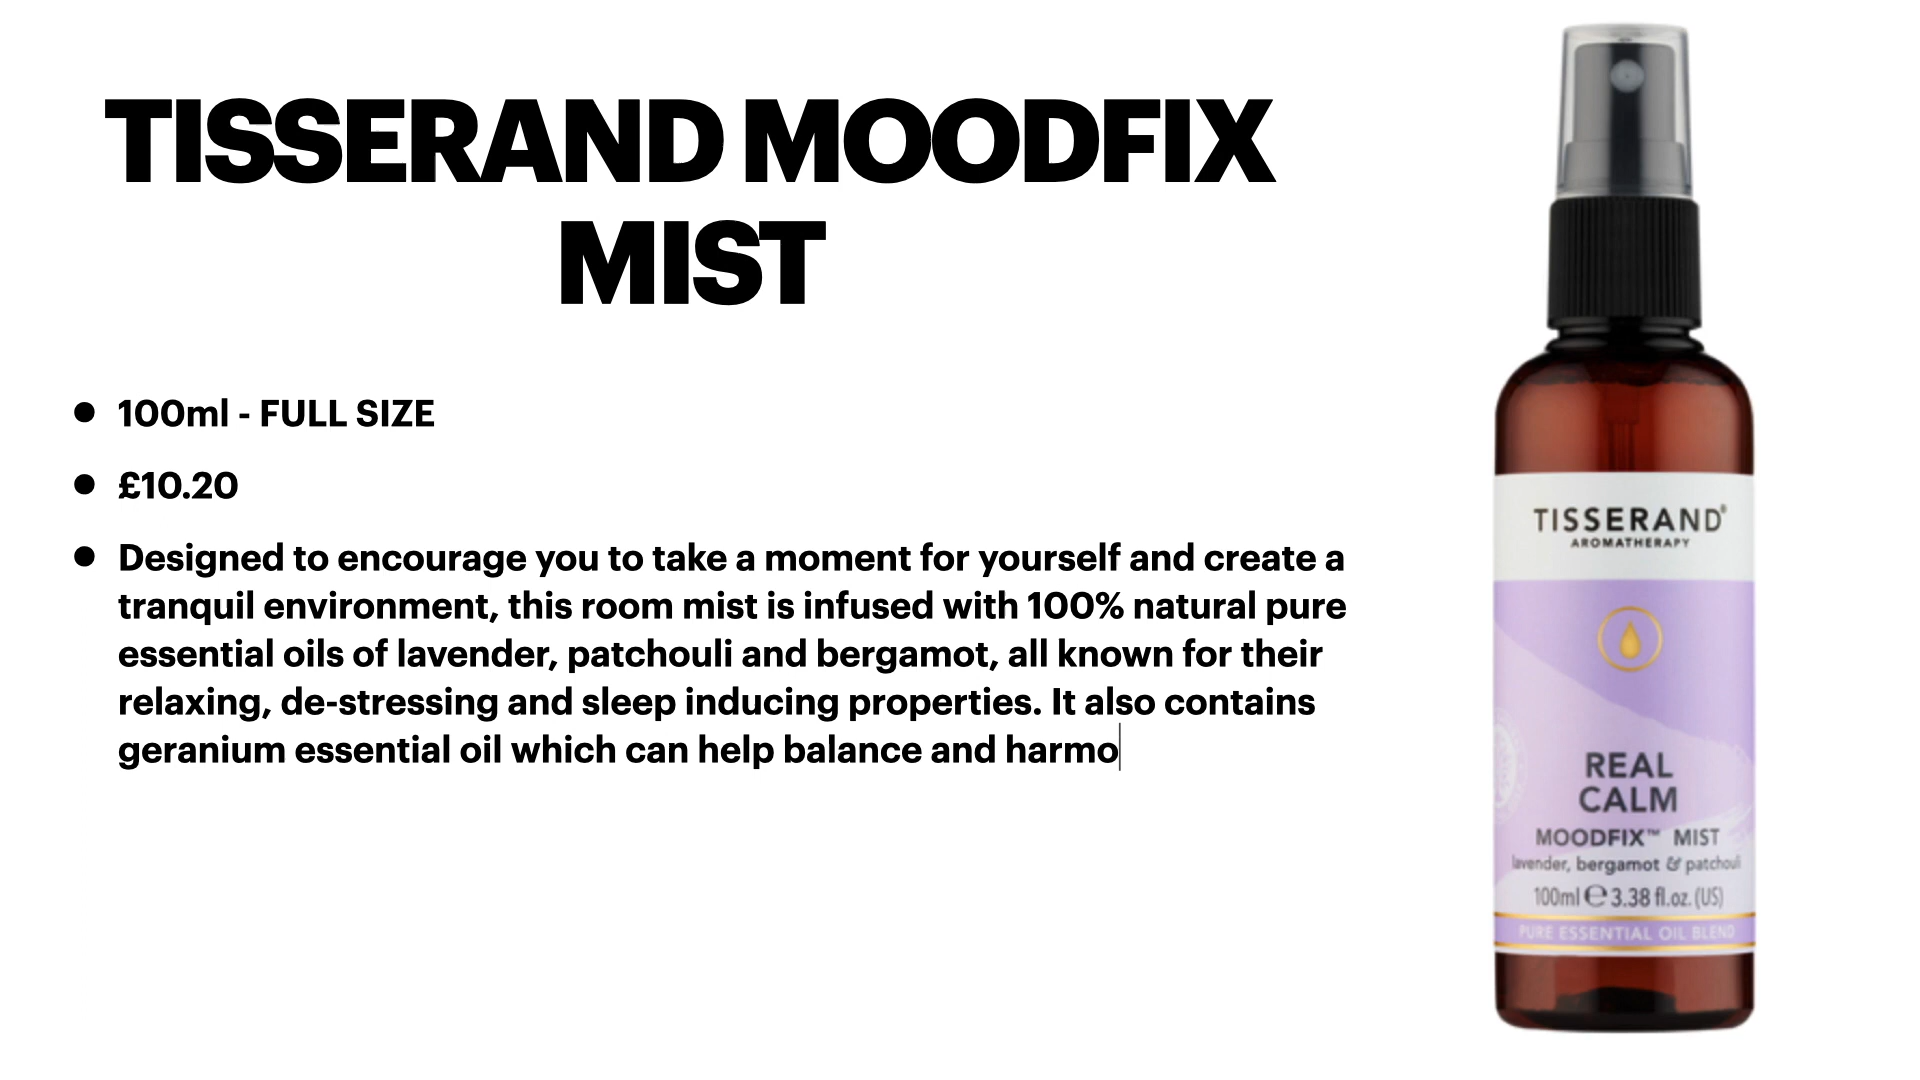 TISSERAND MOODFIX
MIST
● 100ml - FULL SIZE
● £10.20
● Designed to encourage you to take a moment for yourself and create a
tranquil environment, this room mist is infused with 100% natural pure
essential oils of lavender, patchouli and bergamot, all known for their
relaxing, de-stressing and sleep inducing properties. It also contains
geranium essential oil which can help balance and harmo
TISSERAND®
AROMATHERAPY
REAL
CALM
MOODFIX™ MIST
lavender, bergamot & patchouli
100ml ℮ 3.38 fl.oz. (US)
PURE ESSENTIAL OIL BLEND